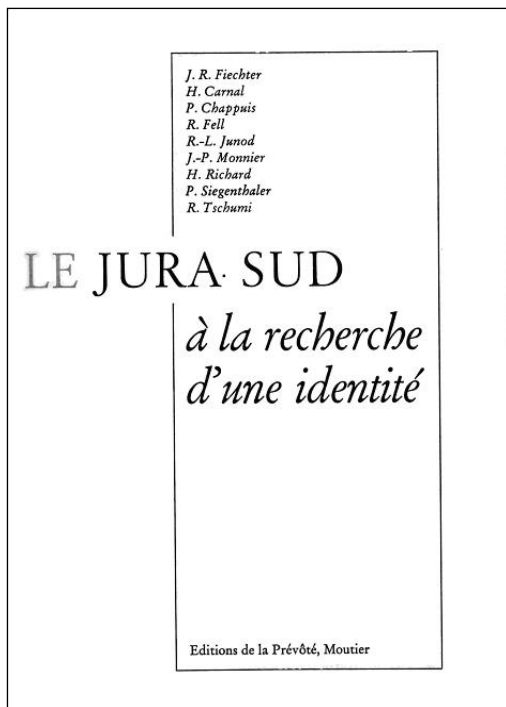 J. R. Fiechter
H. Carnal
P. Chappuis
R. Fell
R.-L. Junod
J.-P. Monnier
H. Richard
P. Siegenthaler
R. Tschumi
LE JURA SUD
à la recherche
d'une identité
Editions de la Prévôté, Moutier